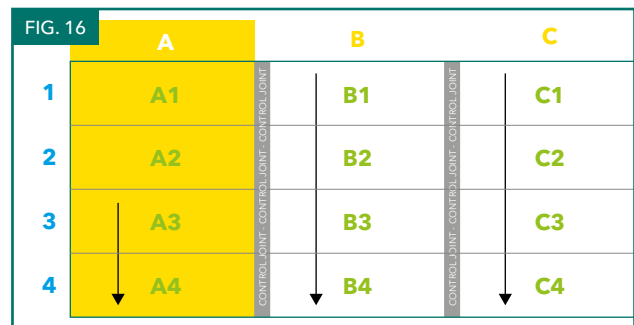 FIG. 16
A B C
1 A1 B1 C1
2 A2 B2 C2
3 A3 B3 C3
4 A4 B4 C4
CONTROL JOINT - CONTROL JOINT - CONTROL JOINT - CONTROL JOINT
CONTROL JOINT - CONTROL JOINT - CONTROL JOINT - CONTROL JOINT